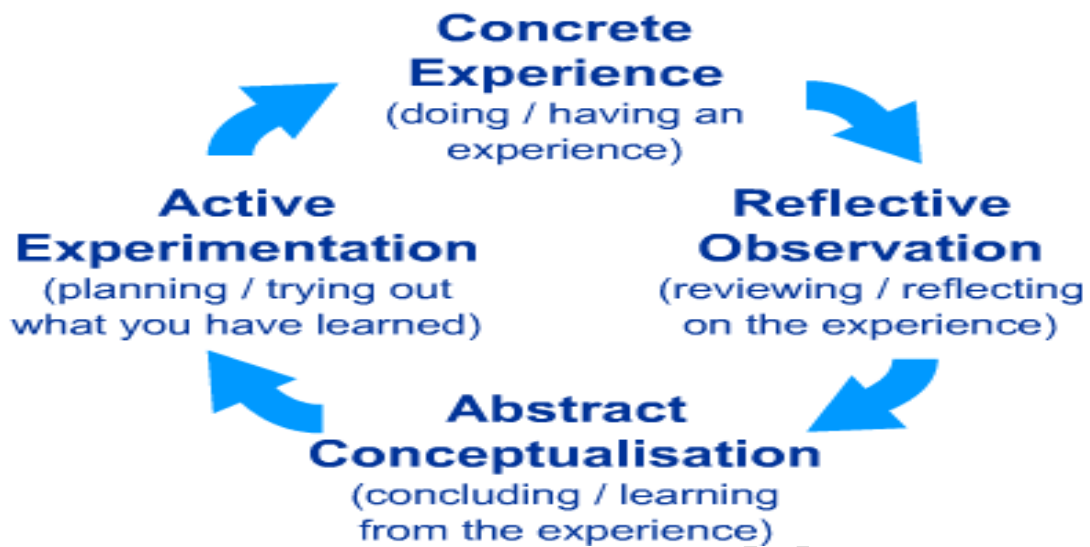 Concrete
Experience
(doing / having an
experience)
Active
Experimentation
(planning / trying out
what you have learned)
Reflective
Observation
(reviewing / reflecting
on the experience)
Abstract
Conceptualisation
(concluding / learning
from the experience)